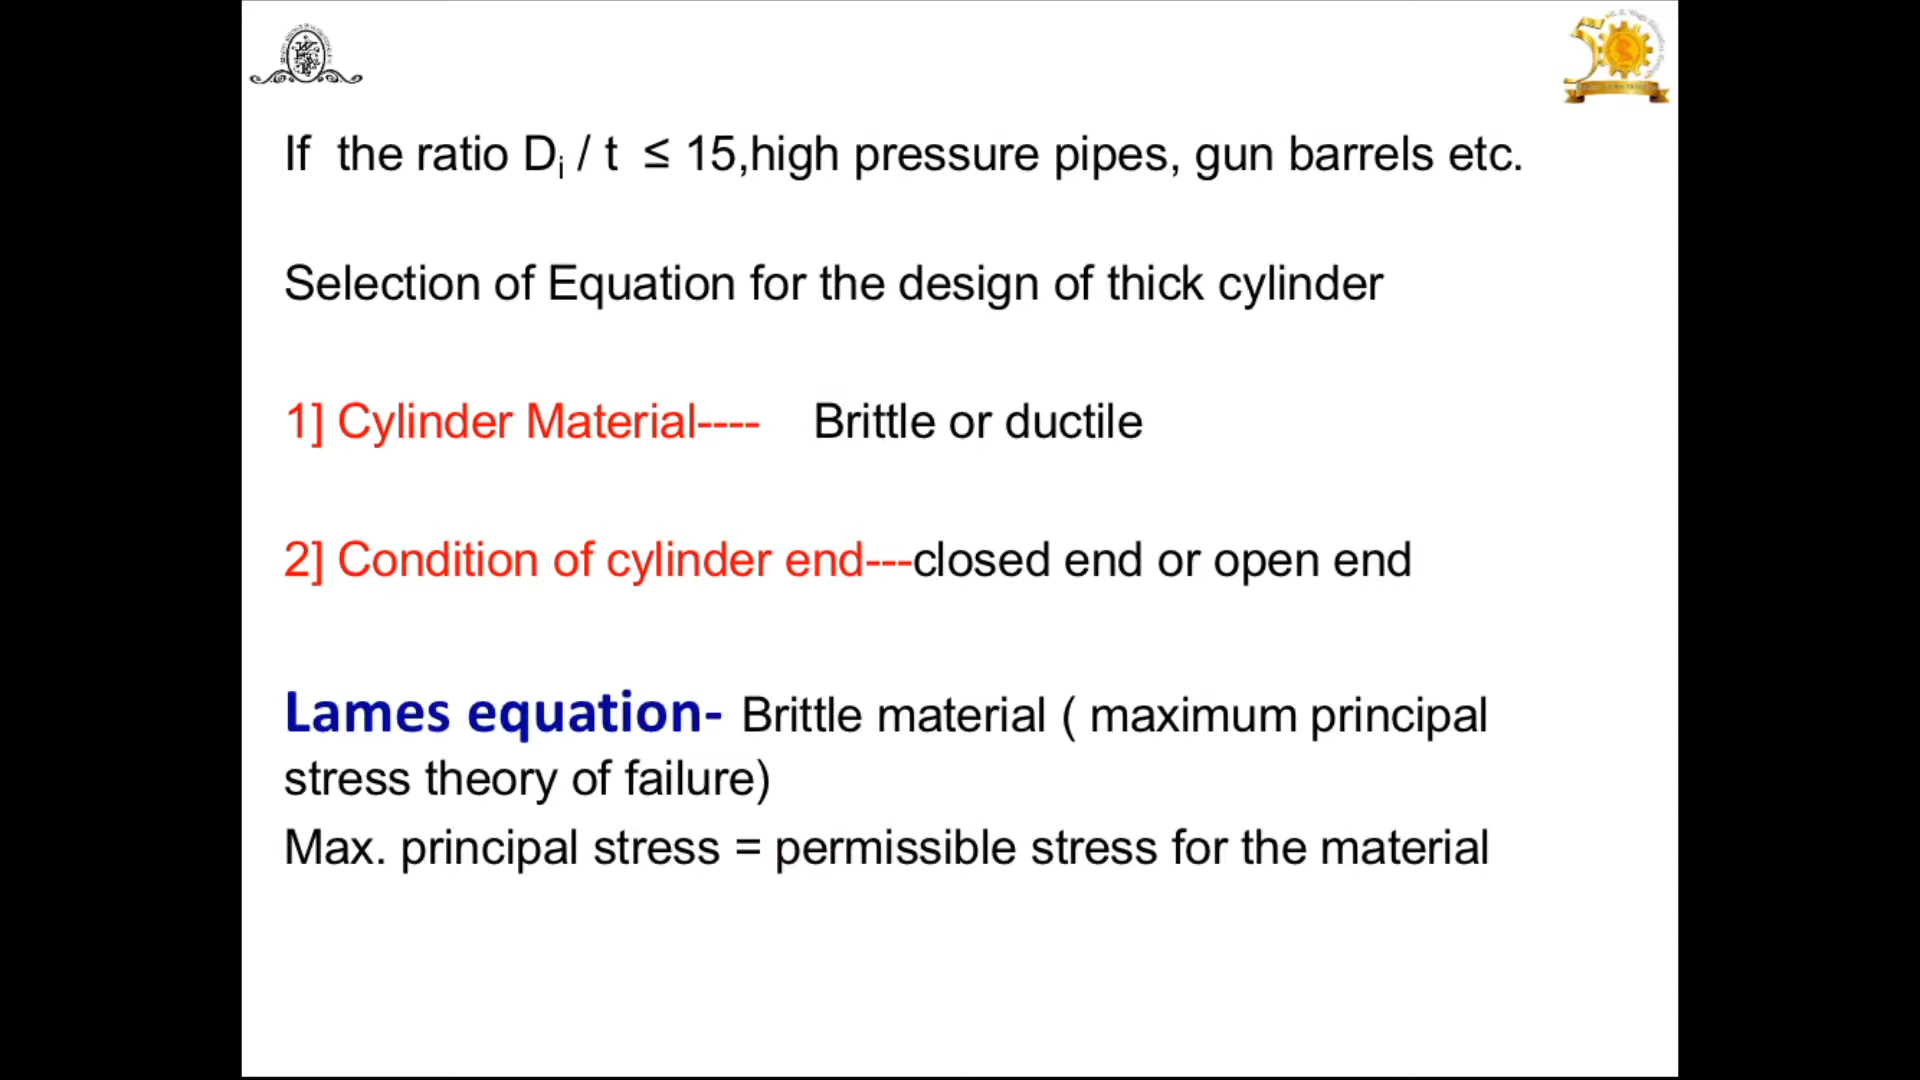 If the ratio Di / t ≤ 15,high pressure pipes, gun barrels etc.
Selection of Equation for the design of thick cylinder
1] Cylinder Material---- Brittle or ductile
2] Condition of cylinder end---closed end or open end
Lames equation- Brittle material ( maximum principal
stress theory of failure)
Max. principal stress = permissible stress for the material